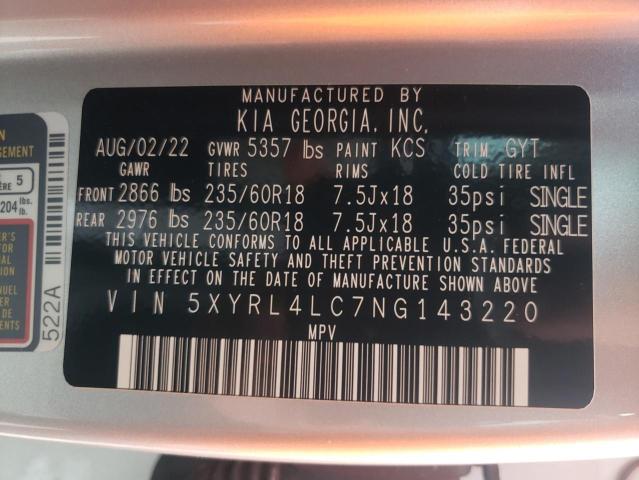 MANUFACTURED BY
KIA GEORGIA, INC.
AUG/02/22 GVWR 5357 lbs PAINT KCS TRIM GYT
GAWR TIRES RIMS COLD TIRE INFL
FRONT 2866 lbs 235/60R18 7.5Jx18 35psi SINGLE
REAR 2976 lbs 235/60R18 7.5Jx18 35psi SINGLE
THIS VEHICLE CONFORMS TO ALL APPLICABLE U.S.A. FEDERAL
MOTOR VEHICLE SAFETY AND THEFT PREVENTION STANDARDS
IN EFFECT ON THE DATE OF MANUFACTURE SHOWN ABOVE
VIN 5XYRL4LC7NG143220
MPV
5
204 lbs.
522A